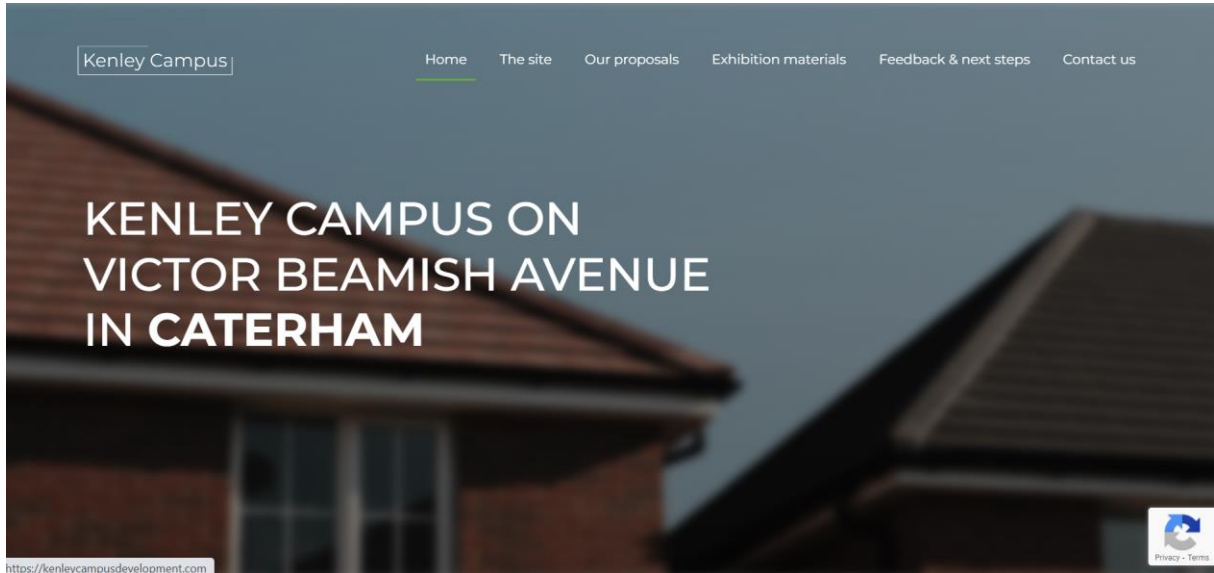 Kenley Campus
Home The site Our proposals Exhibition materials Feedback & next steps Contact us
KENLEY CAMPUS ON
VICTOR BEAMISH AVENUE
IN CATERHAM
Privacy - Terms
https://kenleycampusdevelopment.com